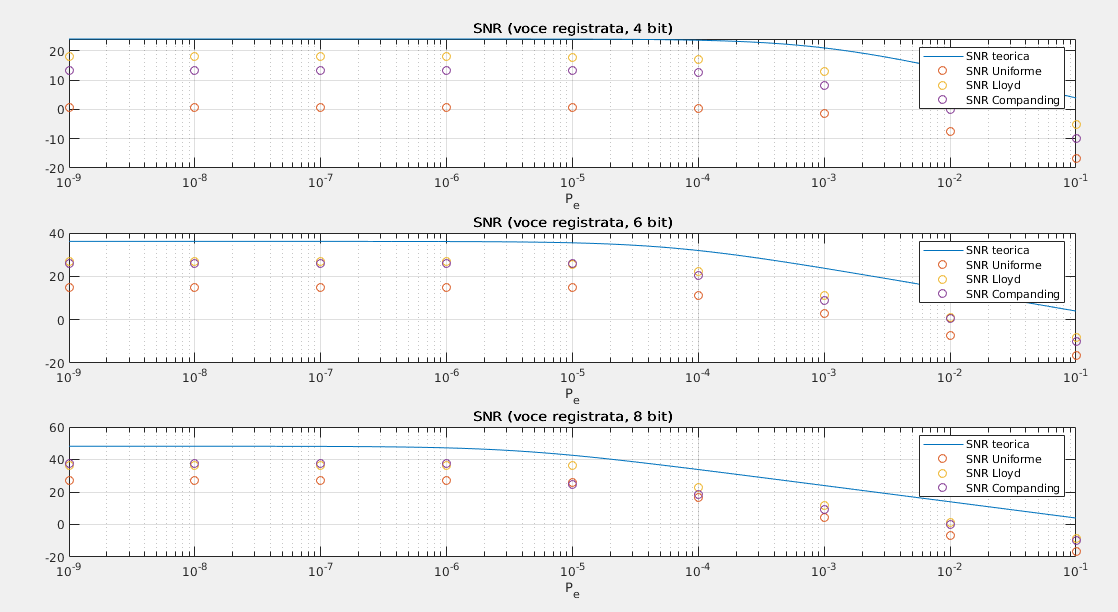 SNR (voce registrata, 4 bit)
20
10
0
-10
-20
SNR teorica
SNR Uniforme
SNR Lloyd
SNR Companding
10^-9 10^-8 10^-7 10^-6 10^-5 10^-4 10^-3 10^-2 10^-1
P_e
SNR (voce registrata, 6 bit)
40
20
0
-20
SNR teorica
SNR Uniforme
SNR Lloyd
SNR Companding
10^-9 10^-8 10^-7 10^-6 10^-5 10^-4 10^-3 10^-2 10^-1
P_e
SNR (voce registrata, 8 bit)
60
40
20
0
-20
SNR teorica
SNR Uniforme
SNR Lloyd
SNR Companding
10^-9 10^-8 10^-7 10^-6 10^-5 10^-4 10^-3 10^-2 10^-1
P_e